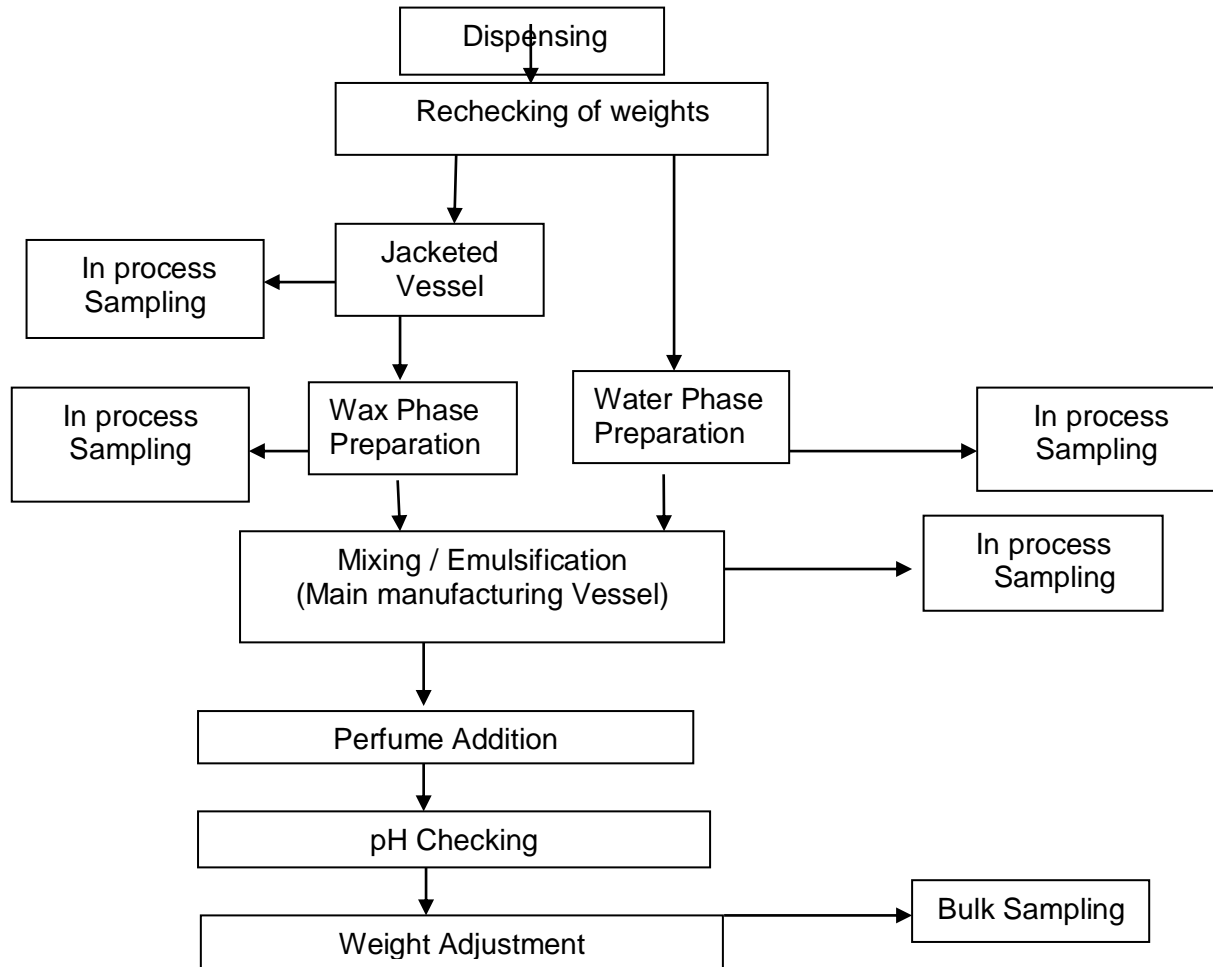 Dispensing
Rechecking of weights
Jacketed
Vessel
In process
Sampling
Wax Phase
Preparation
Water Phase
Preparation
In process
Sampling
In process
Sampling
Mixing / Emulsification
(Main manufacturing Vessel)
In process
Sampling
Perfume Addition
pH Checking
Weight Adjustment
Bulk Sampling